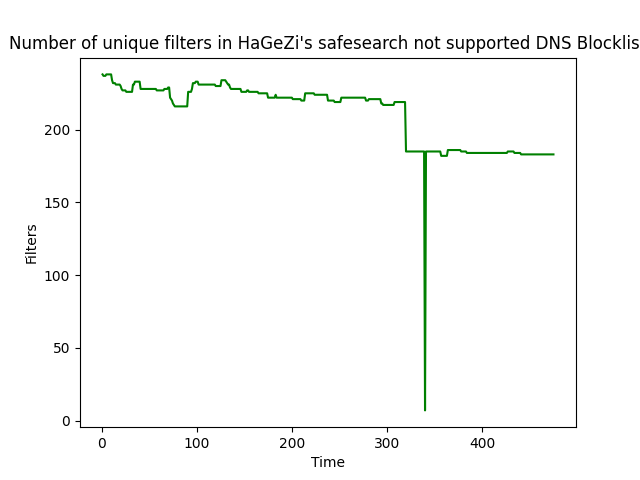 Number of unique filters in HaGeZi's safesearch not supported DNS Blocklis
Filters
200
150
100
50
0
0 100 200 300 400
Time